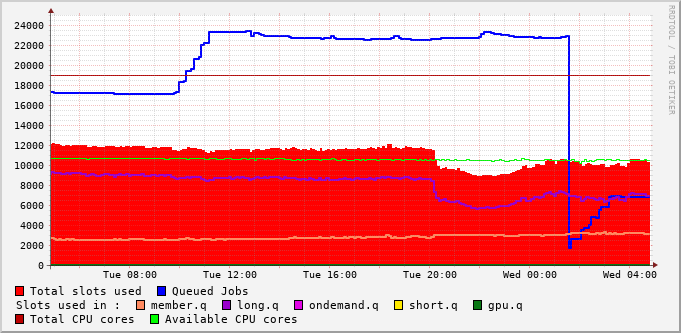 RRDTOOL / TOBI OETIKER
24000
22000
20000
18000
16000
14000
12000
10000
8000
6000
4000
2000
0
Tue 08:00 Tue 12:00 Tue 16:00 Tue 20:00 Wed 00:00 Wed 04:00
Total slots used Queued Jobs
Slots used in : member.q long.q ondemand.q short.q gpu.q
Total CPU cores Available CPU cores